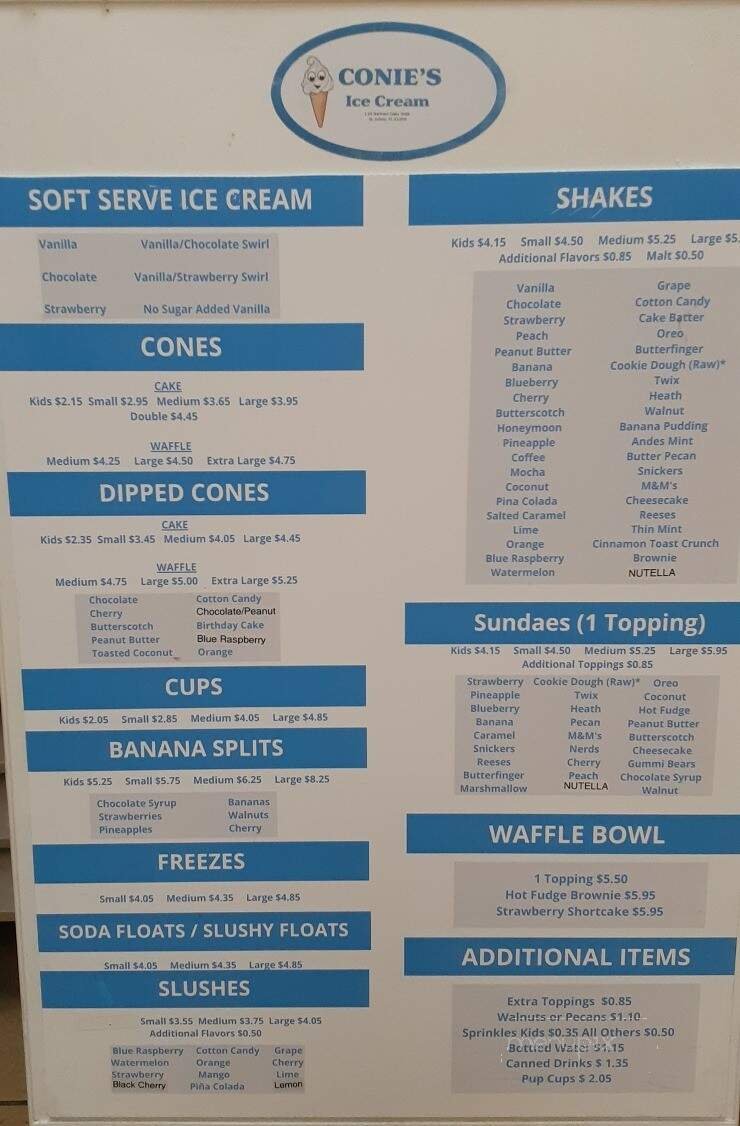 CONIE'S
Ice Cream
SOFT SERVE ICE CREAM
Vanilla Vanilla/Chocolate Swirl
Chocolate Vanilla/Strawberry Swirl
Strawberry No Sugar Added Vanilla
CONES
CAKE
Kids $2.15 Small $2.95 Medium $3.65 Large $3.95
Double $4.45
WAFFLE
Medium $4.25 Large $4.50 Extra Large $4.75
DIPPED CONES
CAKE
Kids $2.35 Small $3.45 Medium $4.05 Large $4.45
WAFFLE
Medium $4.75 Large $5.00 Extra Large $5.25
Chocolate Cotton Candy
Cherry Chocolate/Peanut
Butterscotch Birthday Cake
Peanut Butter Blue Raspberry
Toasted Coconut Orange
CUPS
Kids $2.05 Small $2.85 Medium $4.05 Large $4.85
BANANA SPLITS
Kids $5.25 Small $5.75 Medium $6.25 Large $8.25
Chocolate Syrup Bananas
Strawberries Walnuts
Pineapples Cherry
FREEZES
Small $4.05 Medium $4.35 Large $4.85
SODA FLOATS / SLUSHY FLOATS
Small $4.05 Medium $4.35 Large $4.85
SLUSHES
Small $3.55 Medium $3.75 Large $4.05
Additional Flavors $0.50
Blue Raspberry Cotton Candy Grape
Watermelon Orange Cherry
Strawberry Mango Lime
Black Cherry Piña Colada Lemon
SHAKES
Kids $4.15 Small $4.50 Medium $5.25 Large $5.
Additional Flavors $0.85 Malt $0.50
Vanilla Grape
Chocolate Cotton Candy
Strawberry Cake Batter
Peach Oreo
Peanut Butter Butterfinger
Banana Cookie Dough (Raw)*
Blueberry Twix
Cherry Heath
Butterscotch Walnut
Honeymoon Banana Pudding
Pineapple Andes Mint
Coffee Butter Pecan
Mocha Snickers
Coconut M&M's
Pina Colada Cheesecake
Salted Caramel Reeses
Lime Thin Mint
Orange Cinnamon Toast Crunch
Blue Raspberry Brownie
Watermelon NUTELLA
Sundaes (1 Topping)
Kids $4.15 Small $4.50 Medium $5.25 Large $5.95
Additional Toppings $0.85
Strawberry Cookie Dough (Raw)* Oreo
Pineapple Twix Coconut
Blueberry Heath Hot Fudge
Banana Pecan Peanut Butter
Caramel M&M's Butterscotch
Snickers Nerds Cheesecake
Reeses Cherry Gummi Bears
Butterfinger Peach Chocolate Syrup
Marshmallow NUTELLA Walnut
WAFFLE BOWL
1 Topping $5.50
Hot Fudge Brownie $5.95
Strawberry Shortcake $5.95
ADDITIONAL ITEMS
Extra Toppings $0.85
Walnuts or Pecans $1.10
Sprinkles Kids $0.35 All Others $0.50
Bottled Water $1.15
Canned Drinks $ 1.35
Pup Cups $ 2.05
menupix